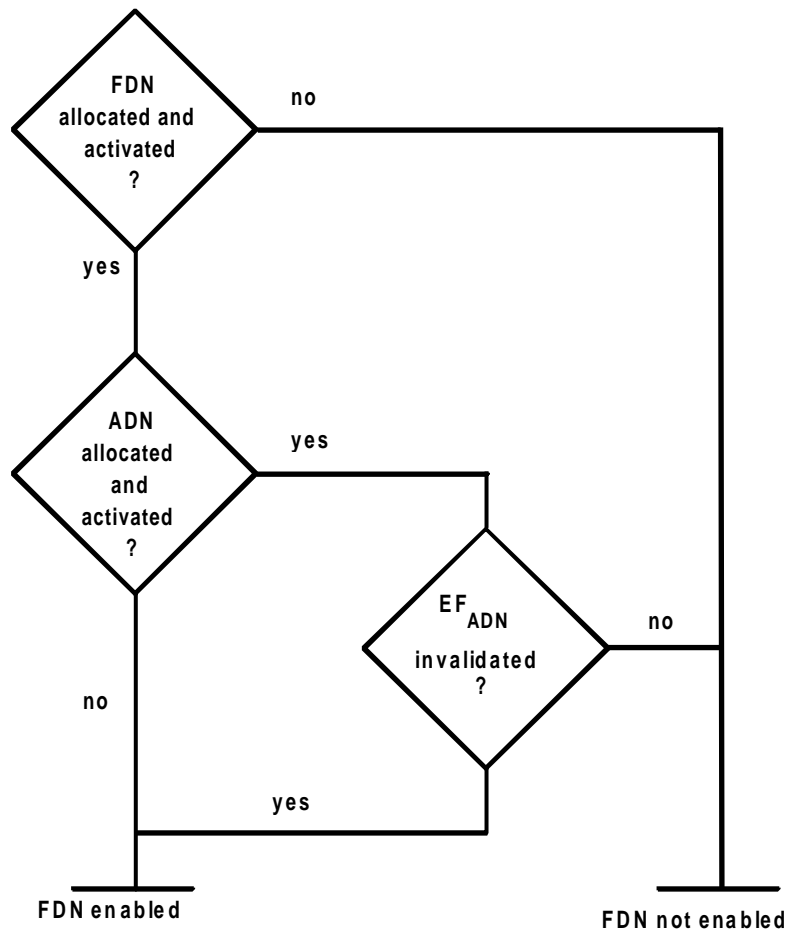 FDN
allocated and
activated
?
no
yes
ADN
allocated
and
activated
?
yes
EF
ADN
invalidated
?
no
no
yes
FDN enabled
FDN not enabled